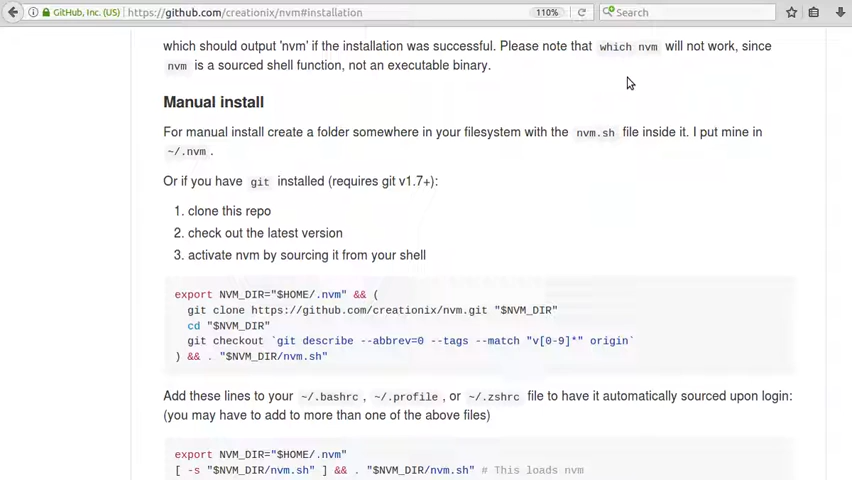 GitHub, Inc. (US)
https://github.com/creationix/nvm#installation
110%
Search
which should output 'nvm' if the installation was successful. Please note that which nvm will not work, since
nvm is a sourced shell function, not an executable binary.
Manual install
For manual install create a folder somewhere in your filesystem with the nvm.sh file inside it. I put mine in
~/.nvm .
Or if you have git installed (requires git v1.7+):
1. clone this repo
2. check out the latest version
3. activate nvm by sourcing it from your shell
export NVM_DIR="$HOME/.nvm" && (
git clone https://github.com/creationix/nvm.git "$NVM_DIR"
cd "$NVM_DIR"
git checkout `git describe --abbrev=0 --tags --match "v[0-9]*" origin`
) && . "$NVM_DIR/nvm.sh"
Add these lines to your ~/.bashrc , ~/.profile , or ~/.zshrc file to have it automatically sourced upon login:
(you may have to add to more than one of the above files)
export NVM_DIR="$HOME/.nvm"
[ -s "$NVM_DIR/nvm.sh" ] && . "$NVM_DIR/nvm.sh" # This loads nvm